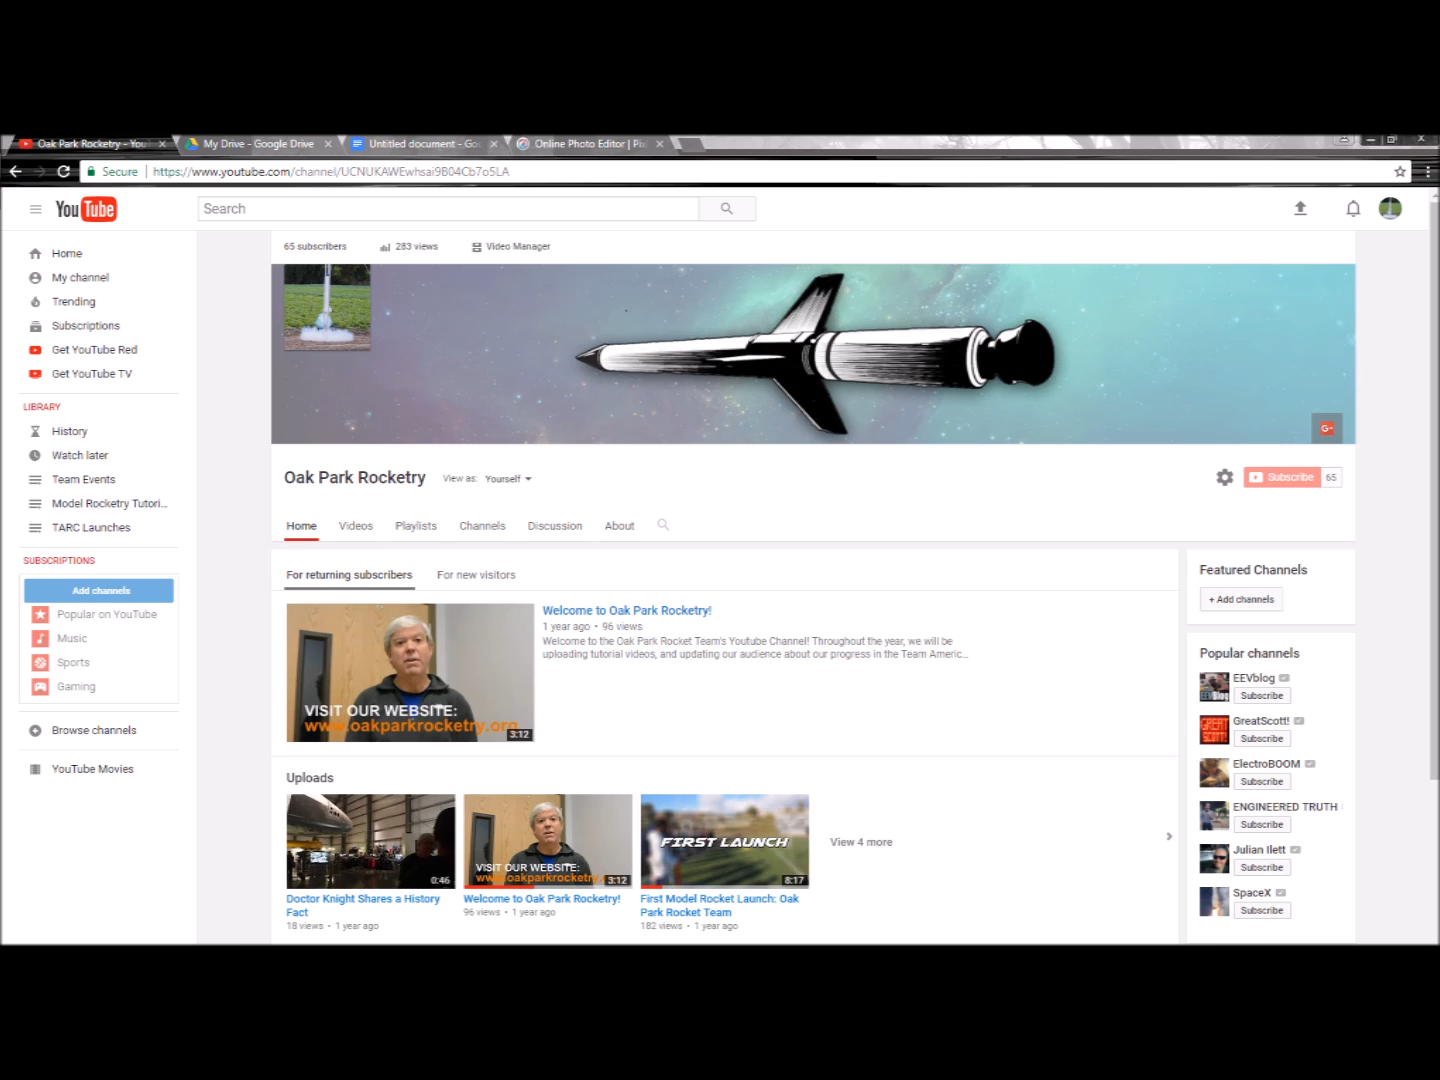 Oak Park Rocketry - You
My Drive - Google Drive
Untitled document - Go
Online Photo Editor | Pi
Secure
https://www.youtube.com/channel/UCNUKAWEwhsai9B04Cb7o5LA
YouTube
Search
65 subscribers
283 views
Video Manager
Home
My channel
Trending
Subscriptions
Get YouTube Red
Get YouTube TV
LIBRARY
History
Watch later
Team Events
Model Rocketry Tutori...
TARC Launches
SUBSCRIPTIONS
Add channels
Popular on YouTube
Music
Sports
Gaming
Browse channels
YouTube Movies
G+
Oak Park Rocketry
View as: Yourself
Subscribe 65
Home Videos Playlists Channels Discussion About
For returning subscribers
For new visitors
VISIT OUR WEBSITE:
www.oakparkrocketry.org
3:12
Welcome to Oak Park Rocketry!
1 year ago • 96 views
Welcome to the Oak Park Rocket Team's Youtube Channel! Throughout the year, we will be
uploading tutorial videos, and updating our audience about our progress in the Team Americ...
Uploads
0:46
Doctor Knight Shares a History
Fact
18 views • 1 year ago
VISIT OUR WEBSITE:
www.oakparkrocketry
3:12
Welcome to Oak Park Rocketry!
96 views • 1 year ago
FIRST LAUNCH
8:17
First Model Rocket Launch: Oak
Park Rocket Team
182 views • 1 year ago
View 4 more
Featured Channels
+ Add channels
Popular channels
EEVblog
Subscribe
GREAT
SCOTT!
GreatScott!
Subscribe
ElectroBOOM
Subscribe
ENGINEERED TRUTH
Subscribe
Julian Ilett
Subscribe
SpaceX
Subscribe